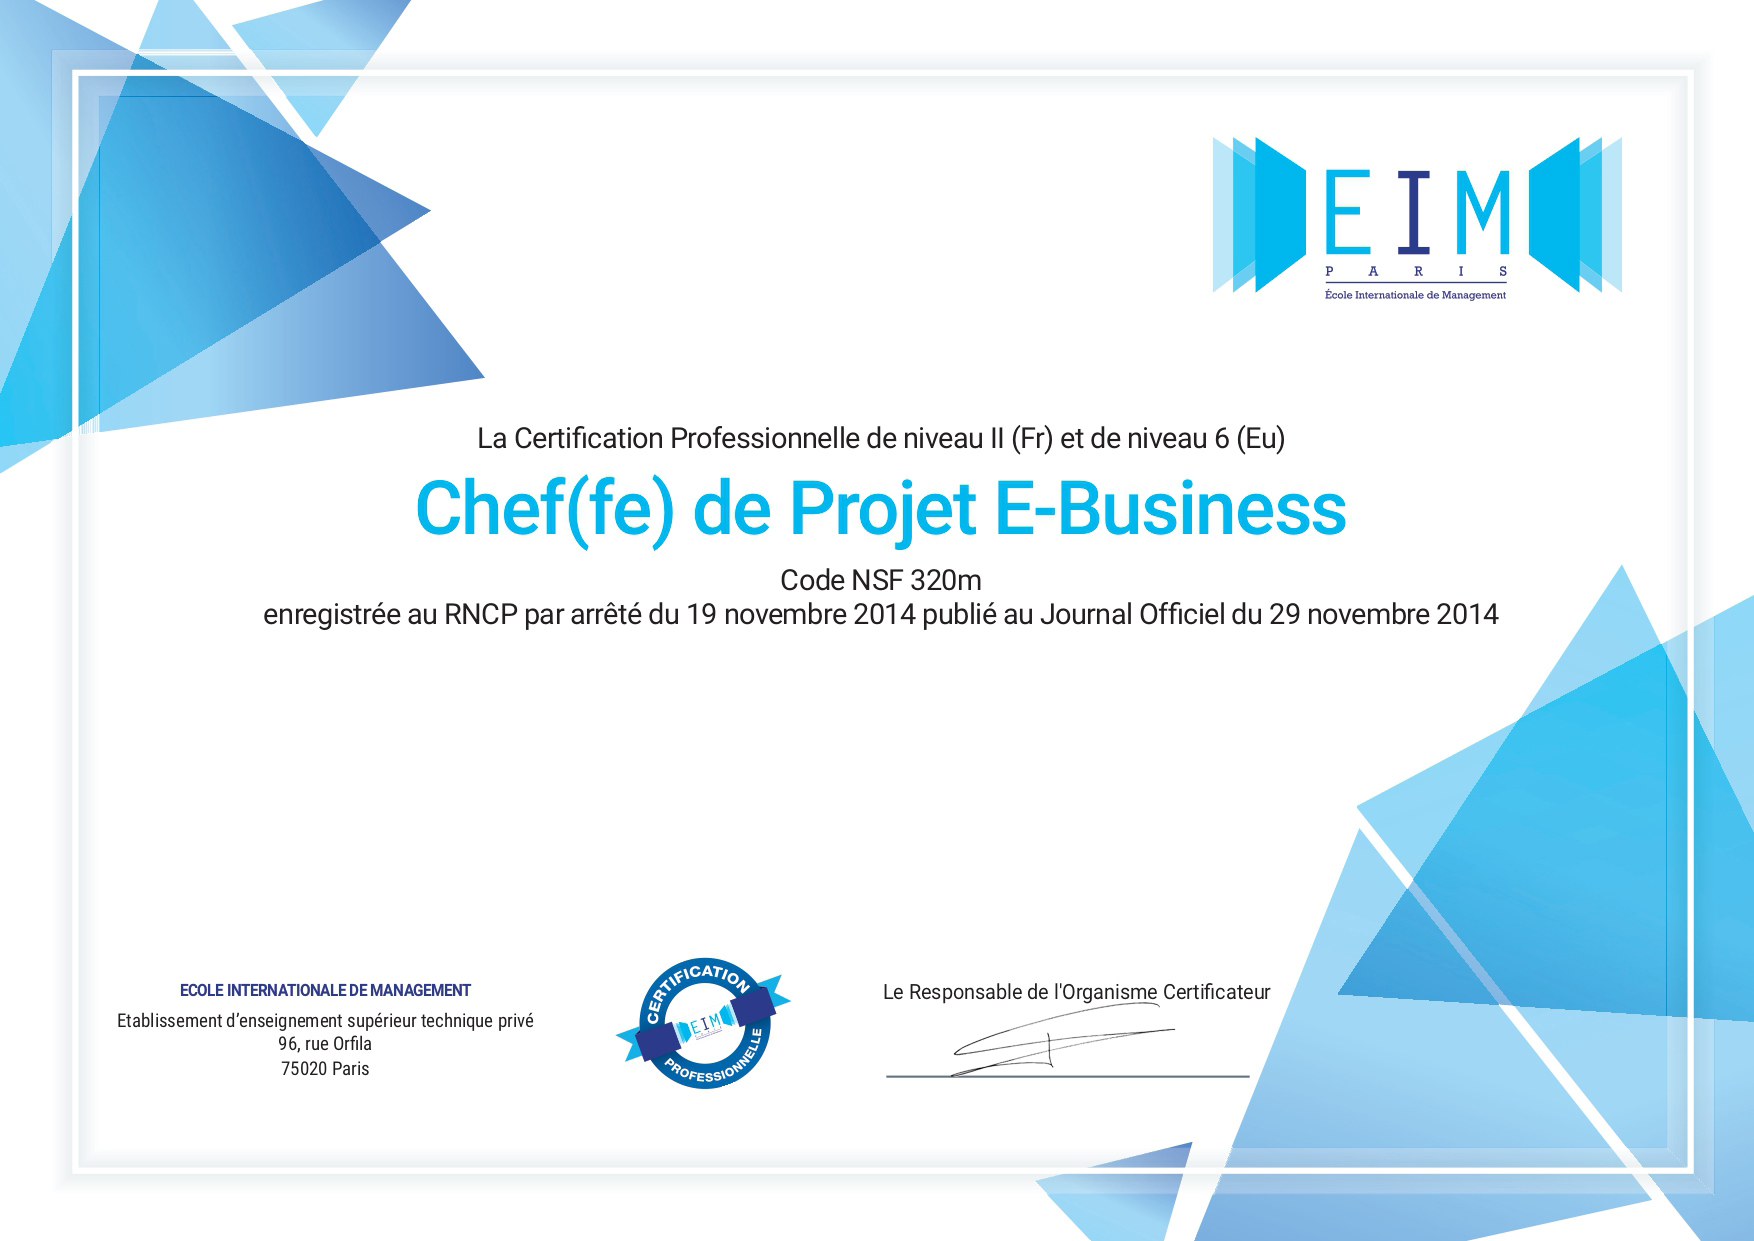 E I M
P A R I S
École Internationale de Management
La Certification Professionnelle de niveau II (Fr) et de niveau 6 (Eu)
Chef(fe) de Projet E-Business
Code NSF 320m
enregistrée au RNCP par arrêté du 19 novembre 2014 publié au Journal Officiel du 29 novembre 2014
ECOLE INTERNATIONALE DE MANAGEMENT
Etablissement d’enseignement supérieur technique privé
96, rue Orfila
75020 Paris
CERTIFICATION
EIM
PROFESSIONNELLE
Le Responsable de l'Organisme Certificateur